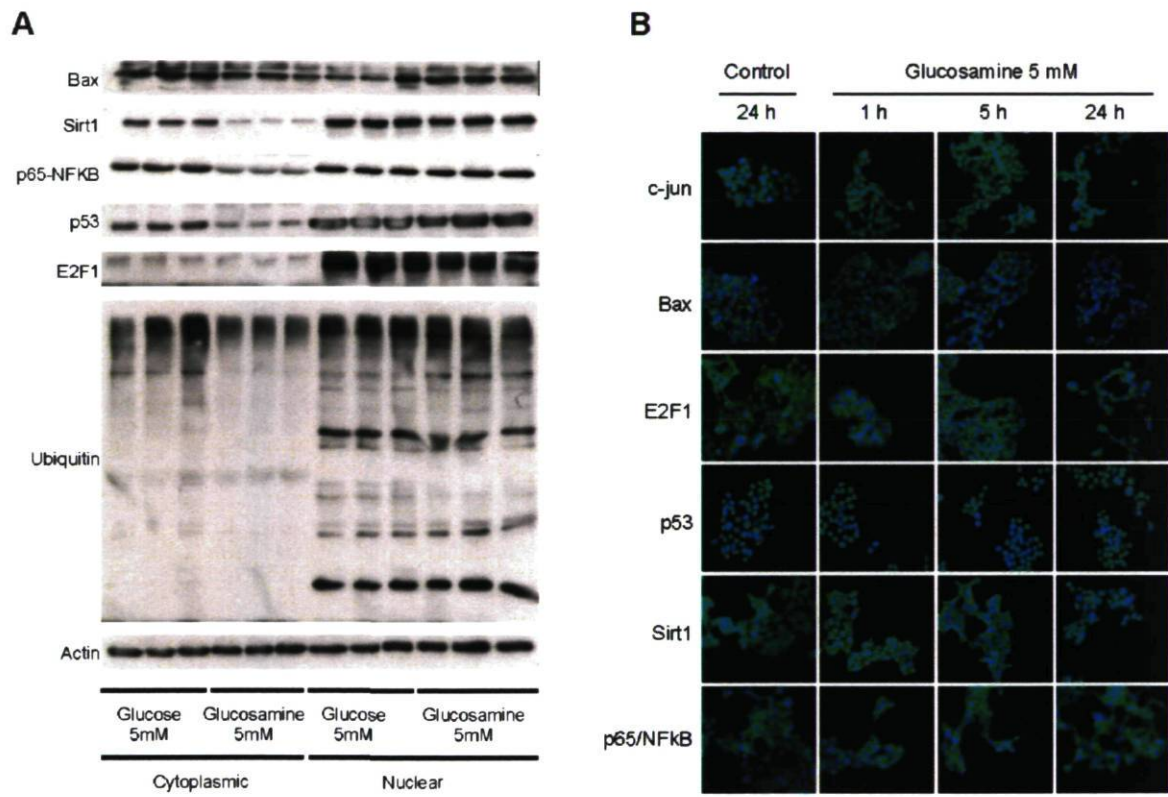 A
Bax
Sirt1
p65-NFKB
p53
E2F1
Ubiquitin
Actin
Glucose
5mM
Glucosamine
5mM
Glucose
5mM
Glucosamine
5mM
Cytoplasmic
Nuclear
B
Control
Glucosamine 5 mM
24 h
1 h
5 h
24 h
c-jun
Bax
E2F1
p53
Sirt1
p65/NFkB